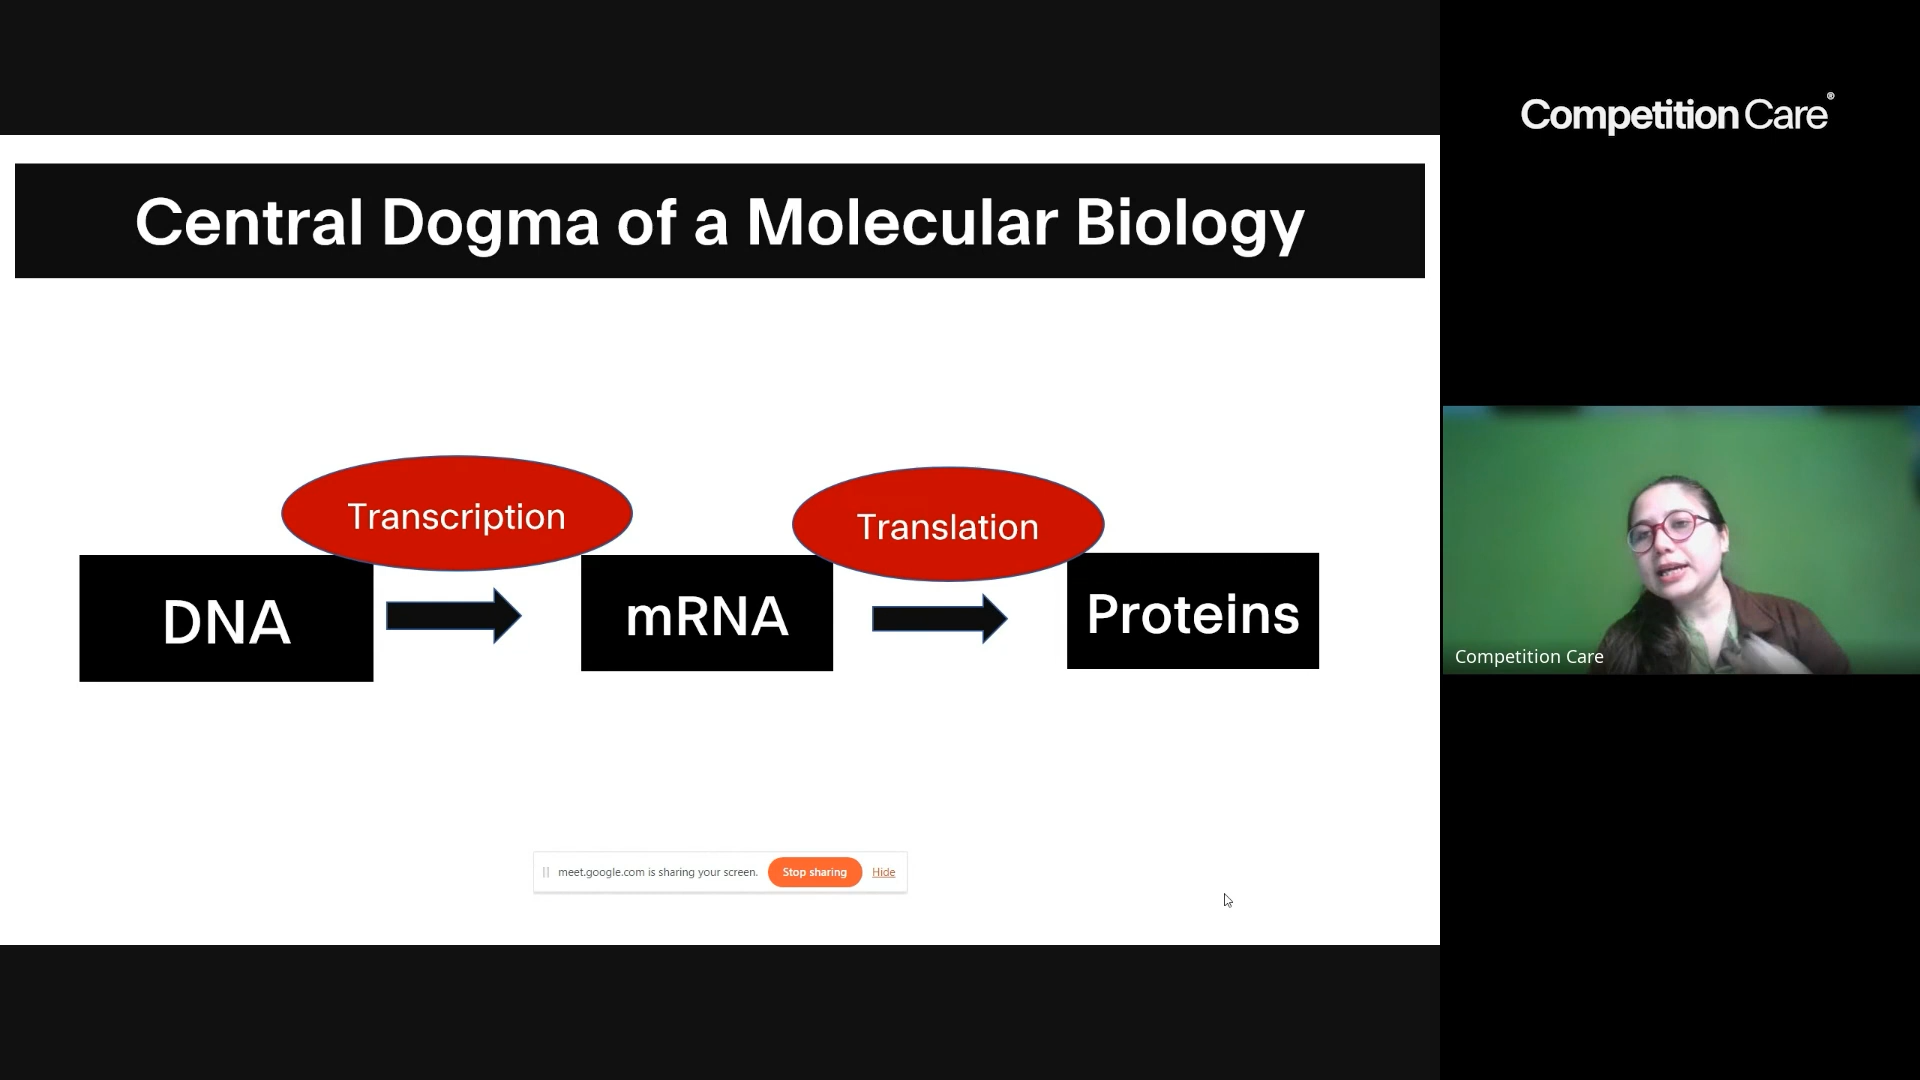 Competition Care®
Central Dogma of a Molecular Biology
Transcription
Translation
DNA
mRNA
Proteins
Competition Care
meet.google.com is sharing your screen.
Stop sharing
Hide